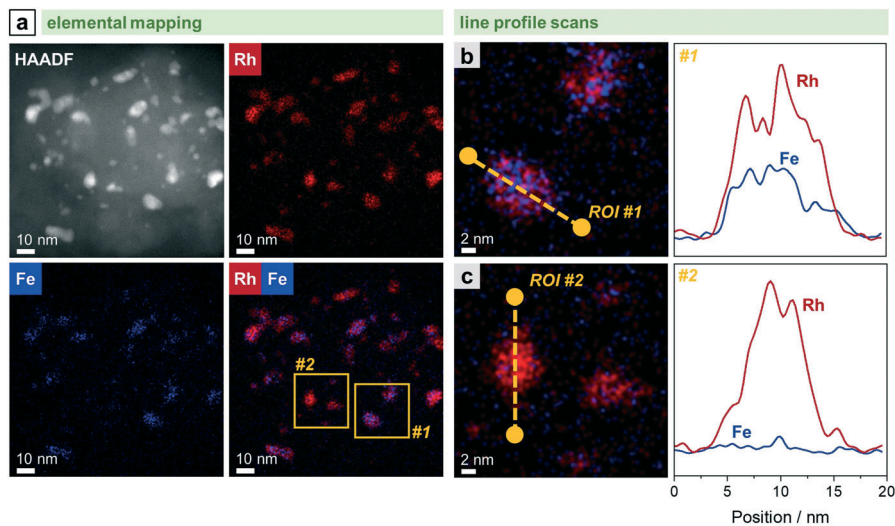 a elemental mapping
line profile scans
HAADF
10 nm
Rh
10 nm
Fe
10 nm
Rh Fe
#2
#1
10 nm
b
ROI #1
2 nm
#1
Rh
Fe
c
ROI #2
2 nm
#2
Rh
Fe
0 5 10 15 20
Position / nm